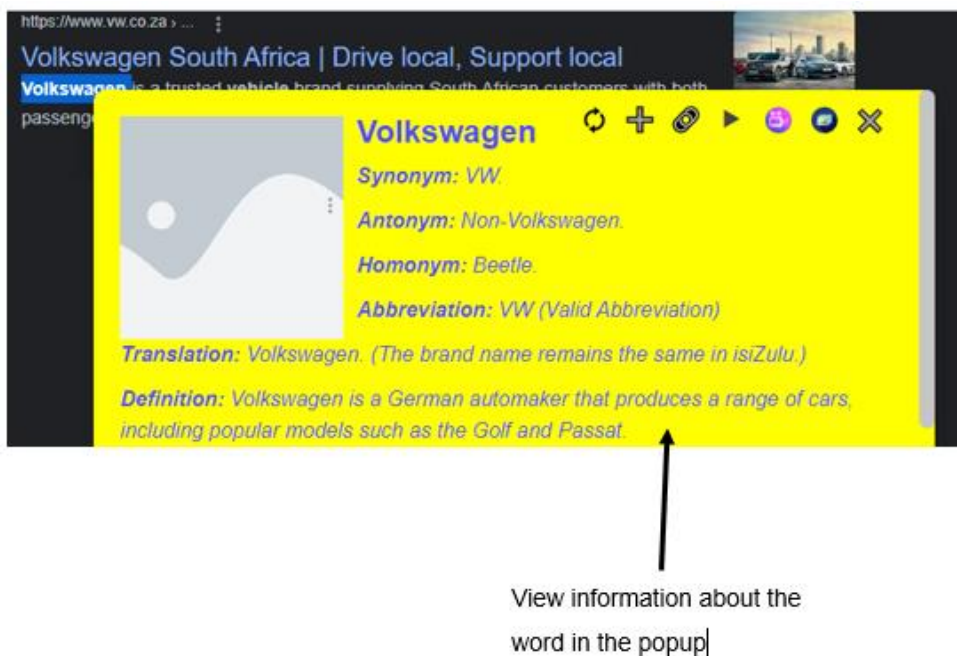 https://www.vw.co.za › ...
Volkswagen South Africa | Drive local, Support local
Volkswagen is a trusted vehicle brand supplying South African customers with both
passeng
Volkswagen
Synonym: VW.
Antonym: Non-Volkswagen.
Homonym: Beetle.
Abbreviation: VW (Valid Abbreviation)
Translation: Volkswagen. (The brand name remains the same in isiZulu.)
Definition: Volkswagen is a German automaker that produces a range of cars,
including popular models such as the Golf and Passat.
View information about the
word in the popup